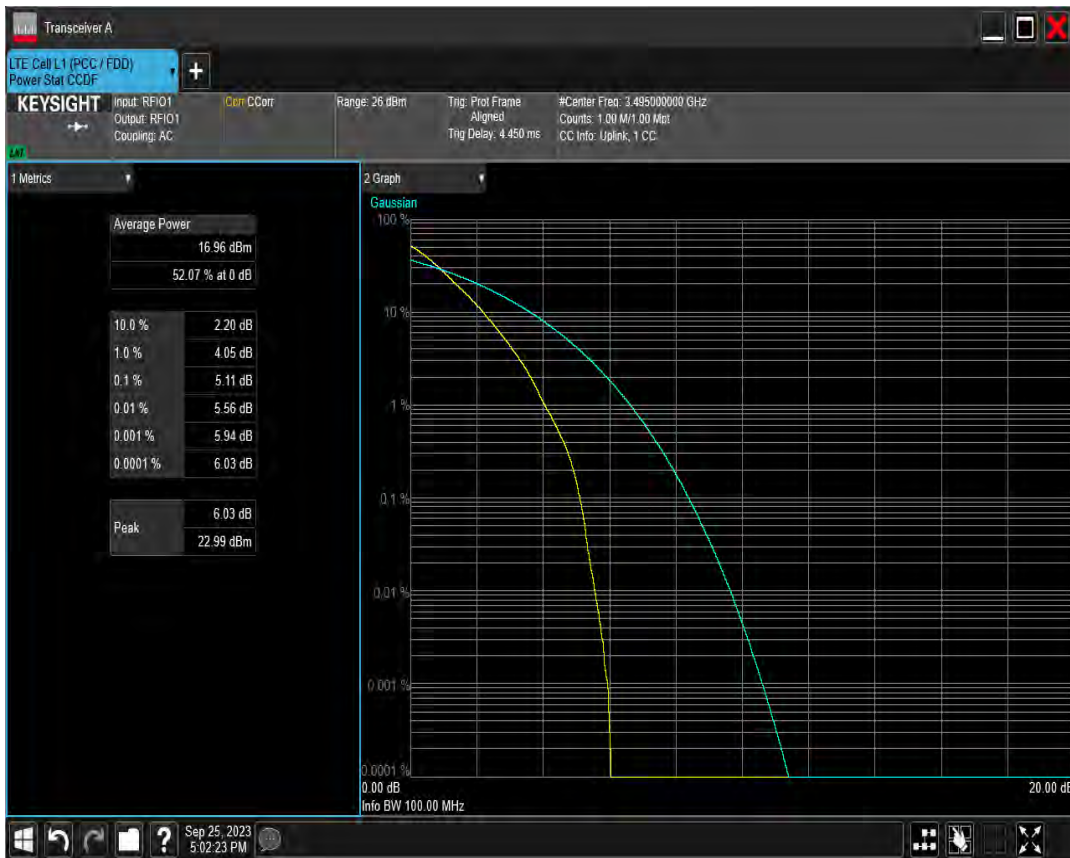 Transceiver A
LTE Cell L1 (PCC / FDD)
Power Stat CCDF
+
KEYSIGHT
Input: RFIO1
Output: RFIO1
Coupling: AC
Corr CCorr
Range: 26 dBm
Trig: Prot Frame
Aligned
Trig Delay: 4.450 ms
#Center Freq: 3.495000000 GHz
Counts: 1.00 M/1.00 Mpt
CC Info: Uplink, 1 CC
1 Metrics
Average Power
16.96 dBm
52.07 % at 0 dB
10.0 % 2.20 dB
1.0 % 4.05 dB
0.1 % 5.11 dB
0.01 % 5.56 dB
0.001 % 5.94 dB
0.0001 % 6.03 dB
Peak
6.03 dB
22.99 dBm
2 Graph
Gaussian
100 %
10 %
1 %
0.1 %
0.01 %
0.001 %
0.0001 %
0.00 dB 20.00 dB
Info BW 100.00 MHz
?
Sep 25, 2023
5:02:23 PM